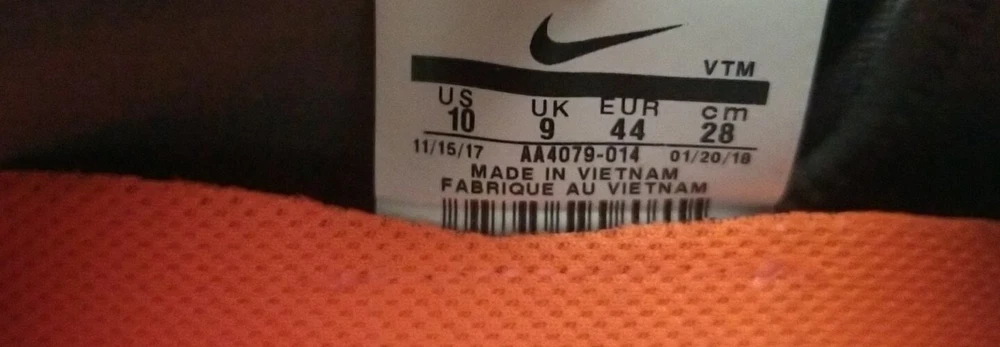 VTM
US UK EUR cm
10 9 44 28
11/15/17 AA4079-014 01/20/18
MADE IN VIETNAM
FABRIQUE AU VIETNAM